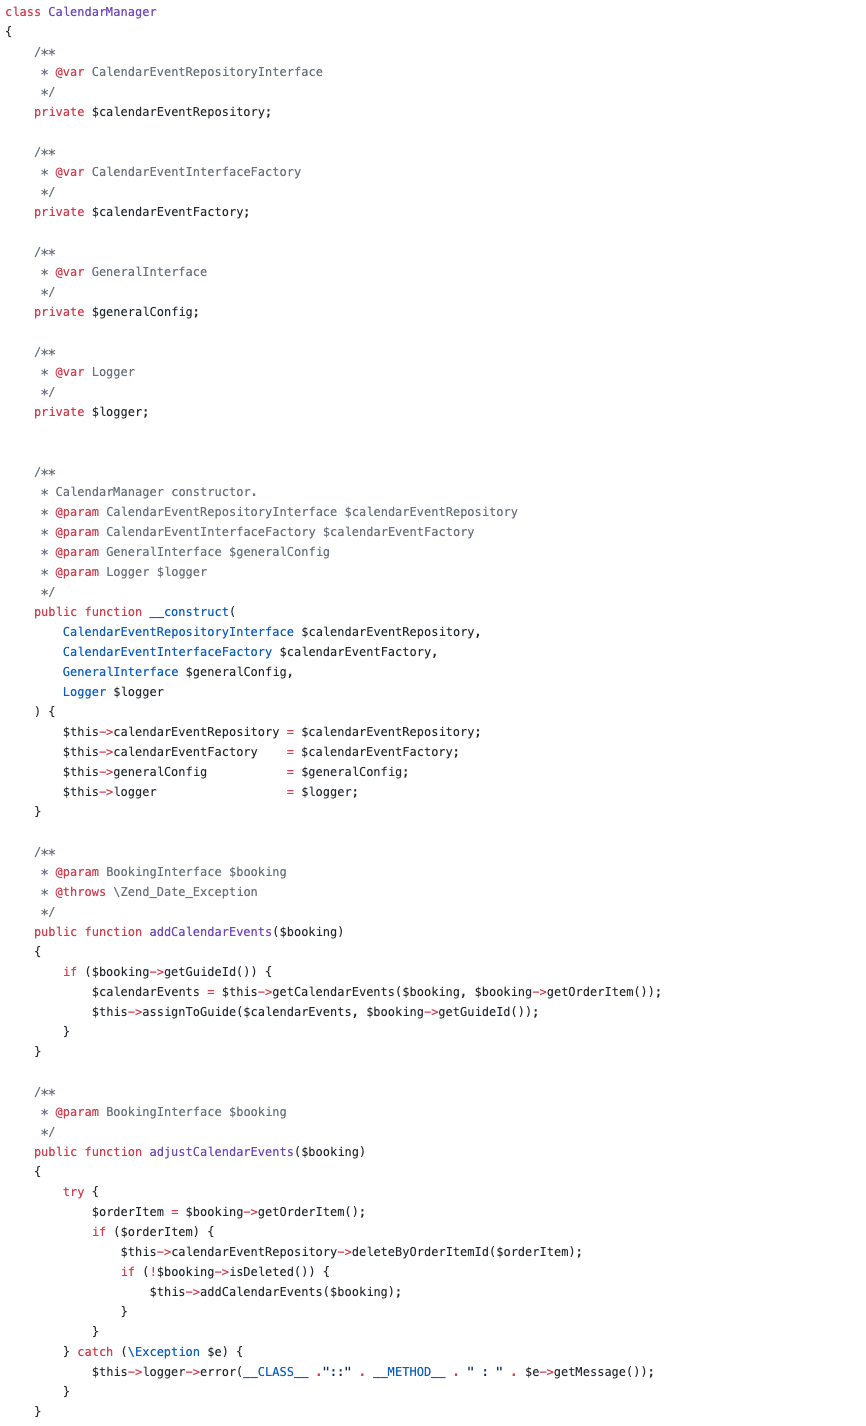 class CalendarManager
{
    /**
     * @var CalendarEventRepositoryInterface
     */
    private $calendarEventRepository;

    /**
     * @var CalendarEventInterfaceFactory
     */
    private $calendarEventFactory;

    /**
     * @var GeneralInterface
     */
    private $generalConfig;

    /**
     * @var Logger
     */
    private $logger;


    /**
     * CalendarManager constructor.
     * @param CalendarEventRepositoryInterface $calendarEventRepository
     * @param CalendarEventInterfaceFactory $calendarEventFactory
     * @param GeneralInterface $generalConfig
     * @param Logger $logger
     */
    public function __construct(
        CalendarEventRepositoryInterface $calendarEventRepository,
        CalendarEventInterfaceFactory $calendarEventFactory,
        GeneralInterface $generalConfig,
        Logger $logger
    ) {
        $this->calendarEventRepository = $calendarEventRepository;
        $this->calendarEventFactory    = $calendarEventFactory;
        $this->generalConfig           = $generalConfig;
        $this->logger                  = $logger;
    }

    /**
     * @param BookingInterface $booking
     * @throws \Zend_Date_Exception
     */
    public function addCalendarEvents($booking)
    {
        if ($booking->getGuideId()) {
            $calendarEvents = $this->getCalendarEvents($booking, $booking->getOrderItem());
            $this->assignToGuide($calendarEvents, $booking->getGuideId());
        }
    }

    /**
     * @param BookingInterface $booking
     */
    public function adjustCalendarEvents($booking)
    {
        try {
            $orderItem = $booking->getOrderItem();
            if ($orderItem) {
                $this->calendarEventRepository->deleteByOrderItemId($orderItem);
                if (!$booking->isDeleted()) {
                    $this->addCalendarEvents($booking);
                }
            }
        } catch (\Exception $e) {
            $this->logger->error(__CLASS__ ."::" . __METHOD__ . " : " . $e->getMessage());
        }
    }